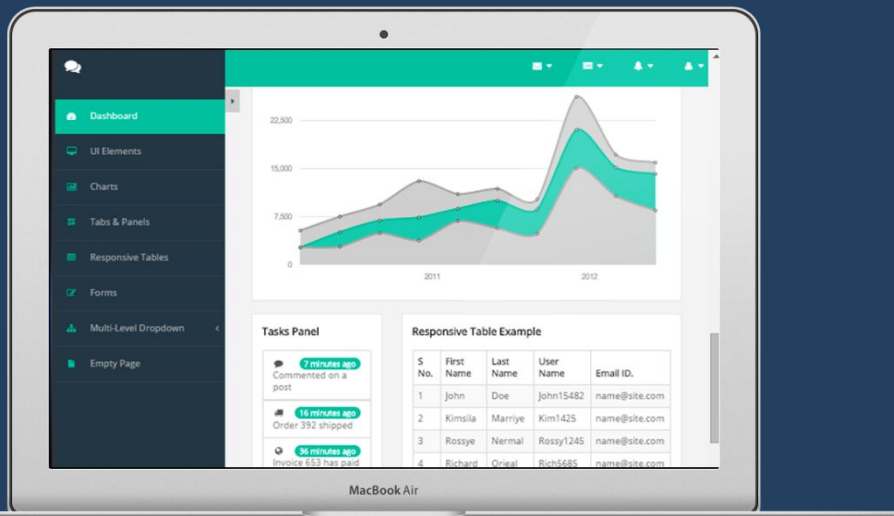 Dashboard
UI Elements
Charts
Tabs & Panels
Responsive Tables
Forms
Multi-Level Dropdown
Empty Page
22,500
15,000
7,500
0
2011 2012
Tasks Panel
7 minutes ago
Commented on a
post
16 minutes ago
Order 392 shipped
36 minutes ago
Invoice 653 has paid
Responsive Table Example
S No. First Name Last Name User Name Email ID.
1 John Doe John15482 name@site.com
2 Kimsila Marriye Kim1425 name@site.com
3 Rossye Nermal Rossy1245 name@site.com
4 Richard Orieal Rich5685 name@site.com
MacBook Air